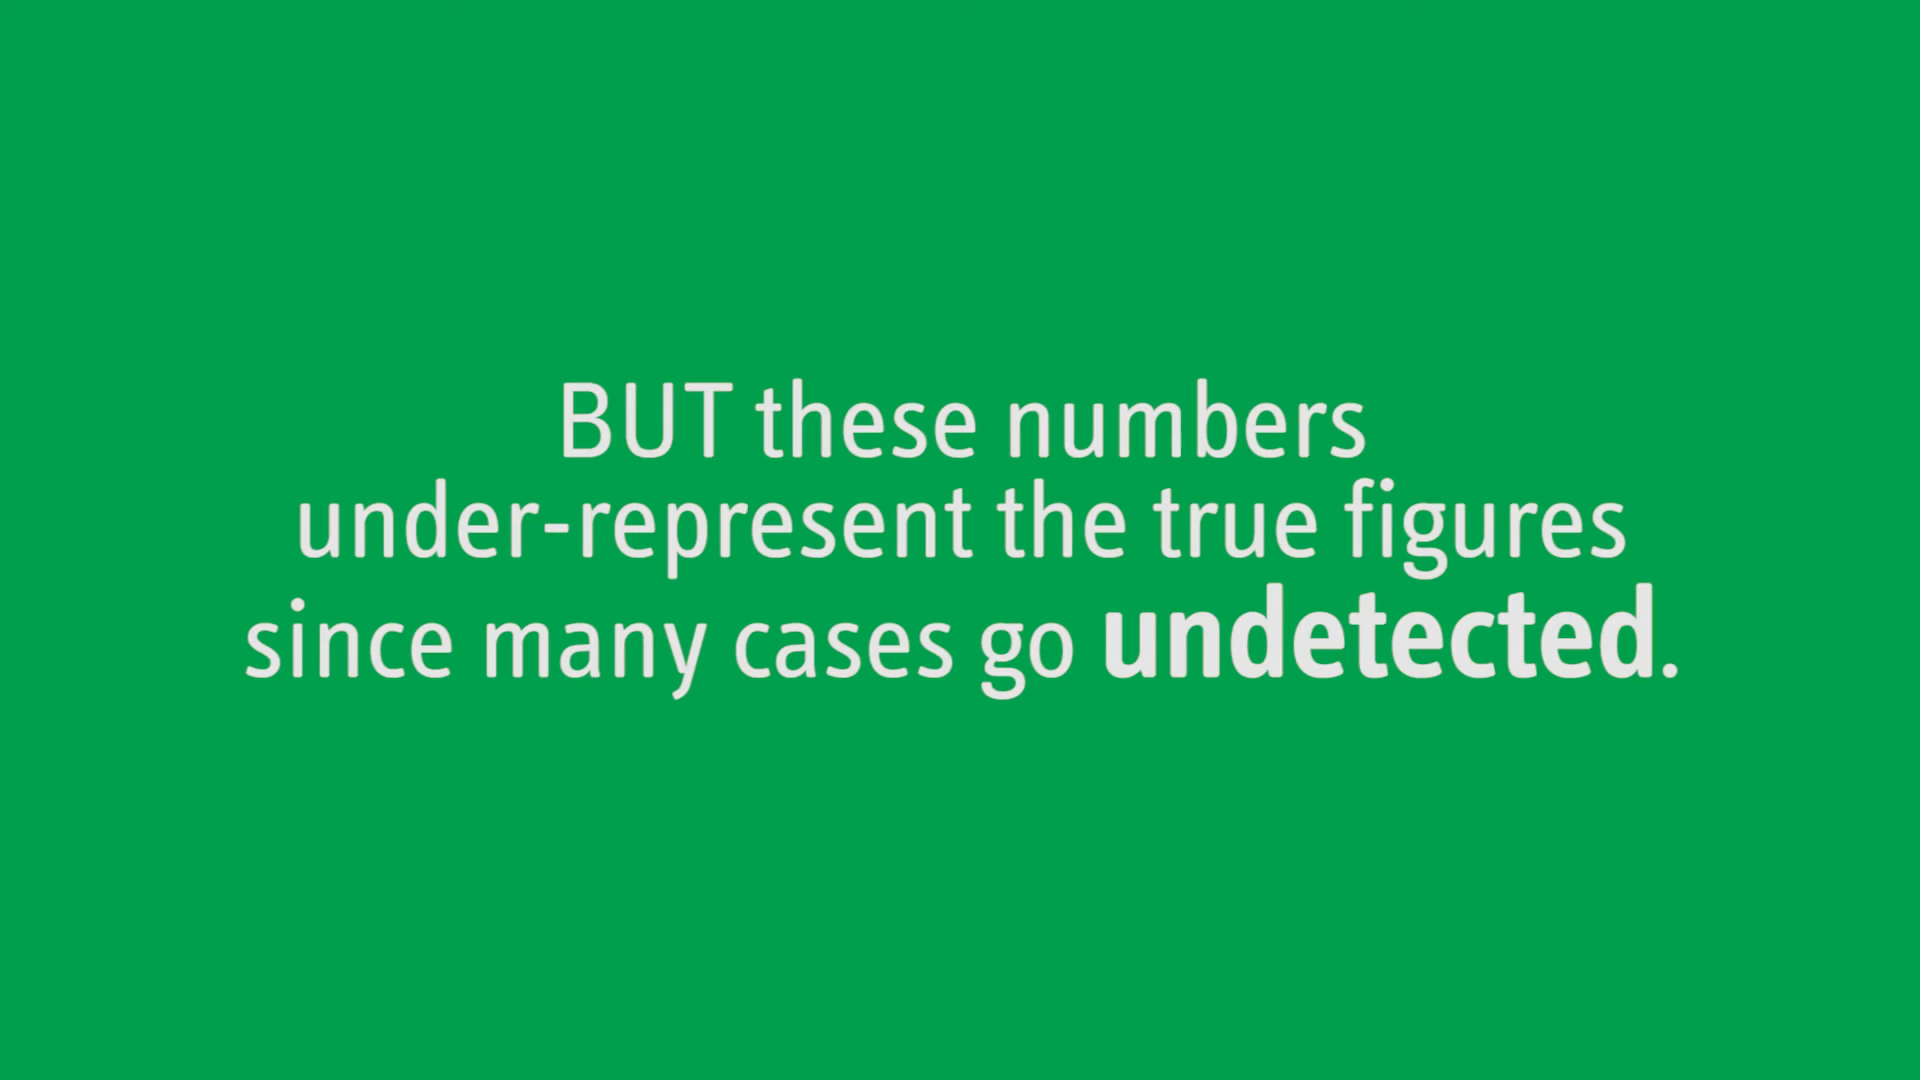 BUT these numbers
under-represent the true figures
since many cases go undetected.